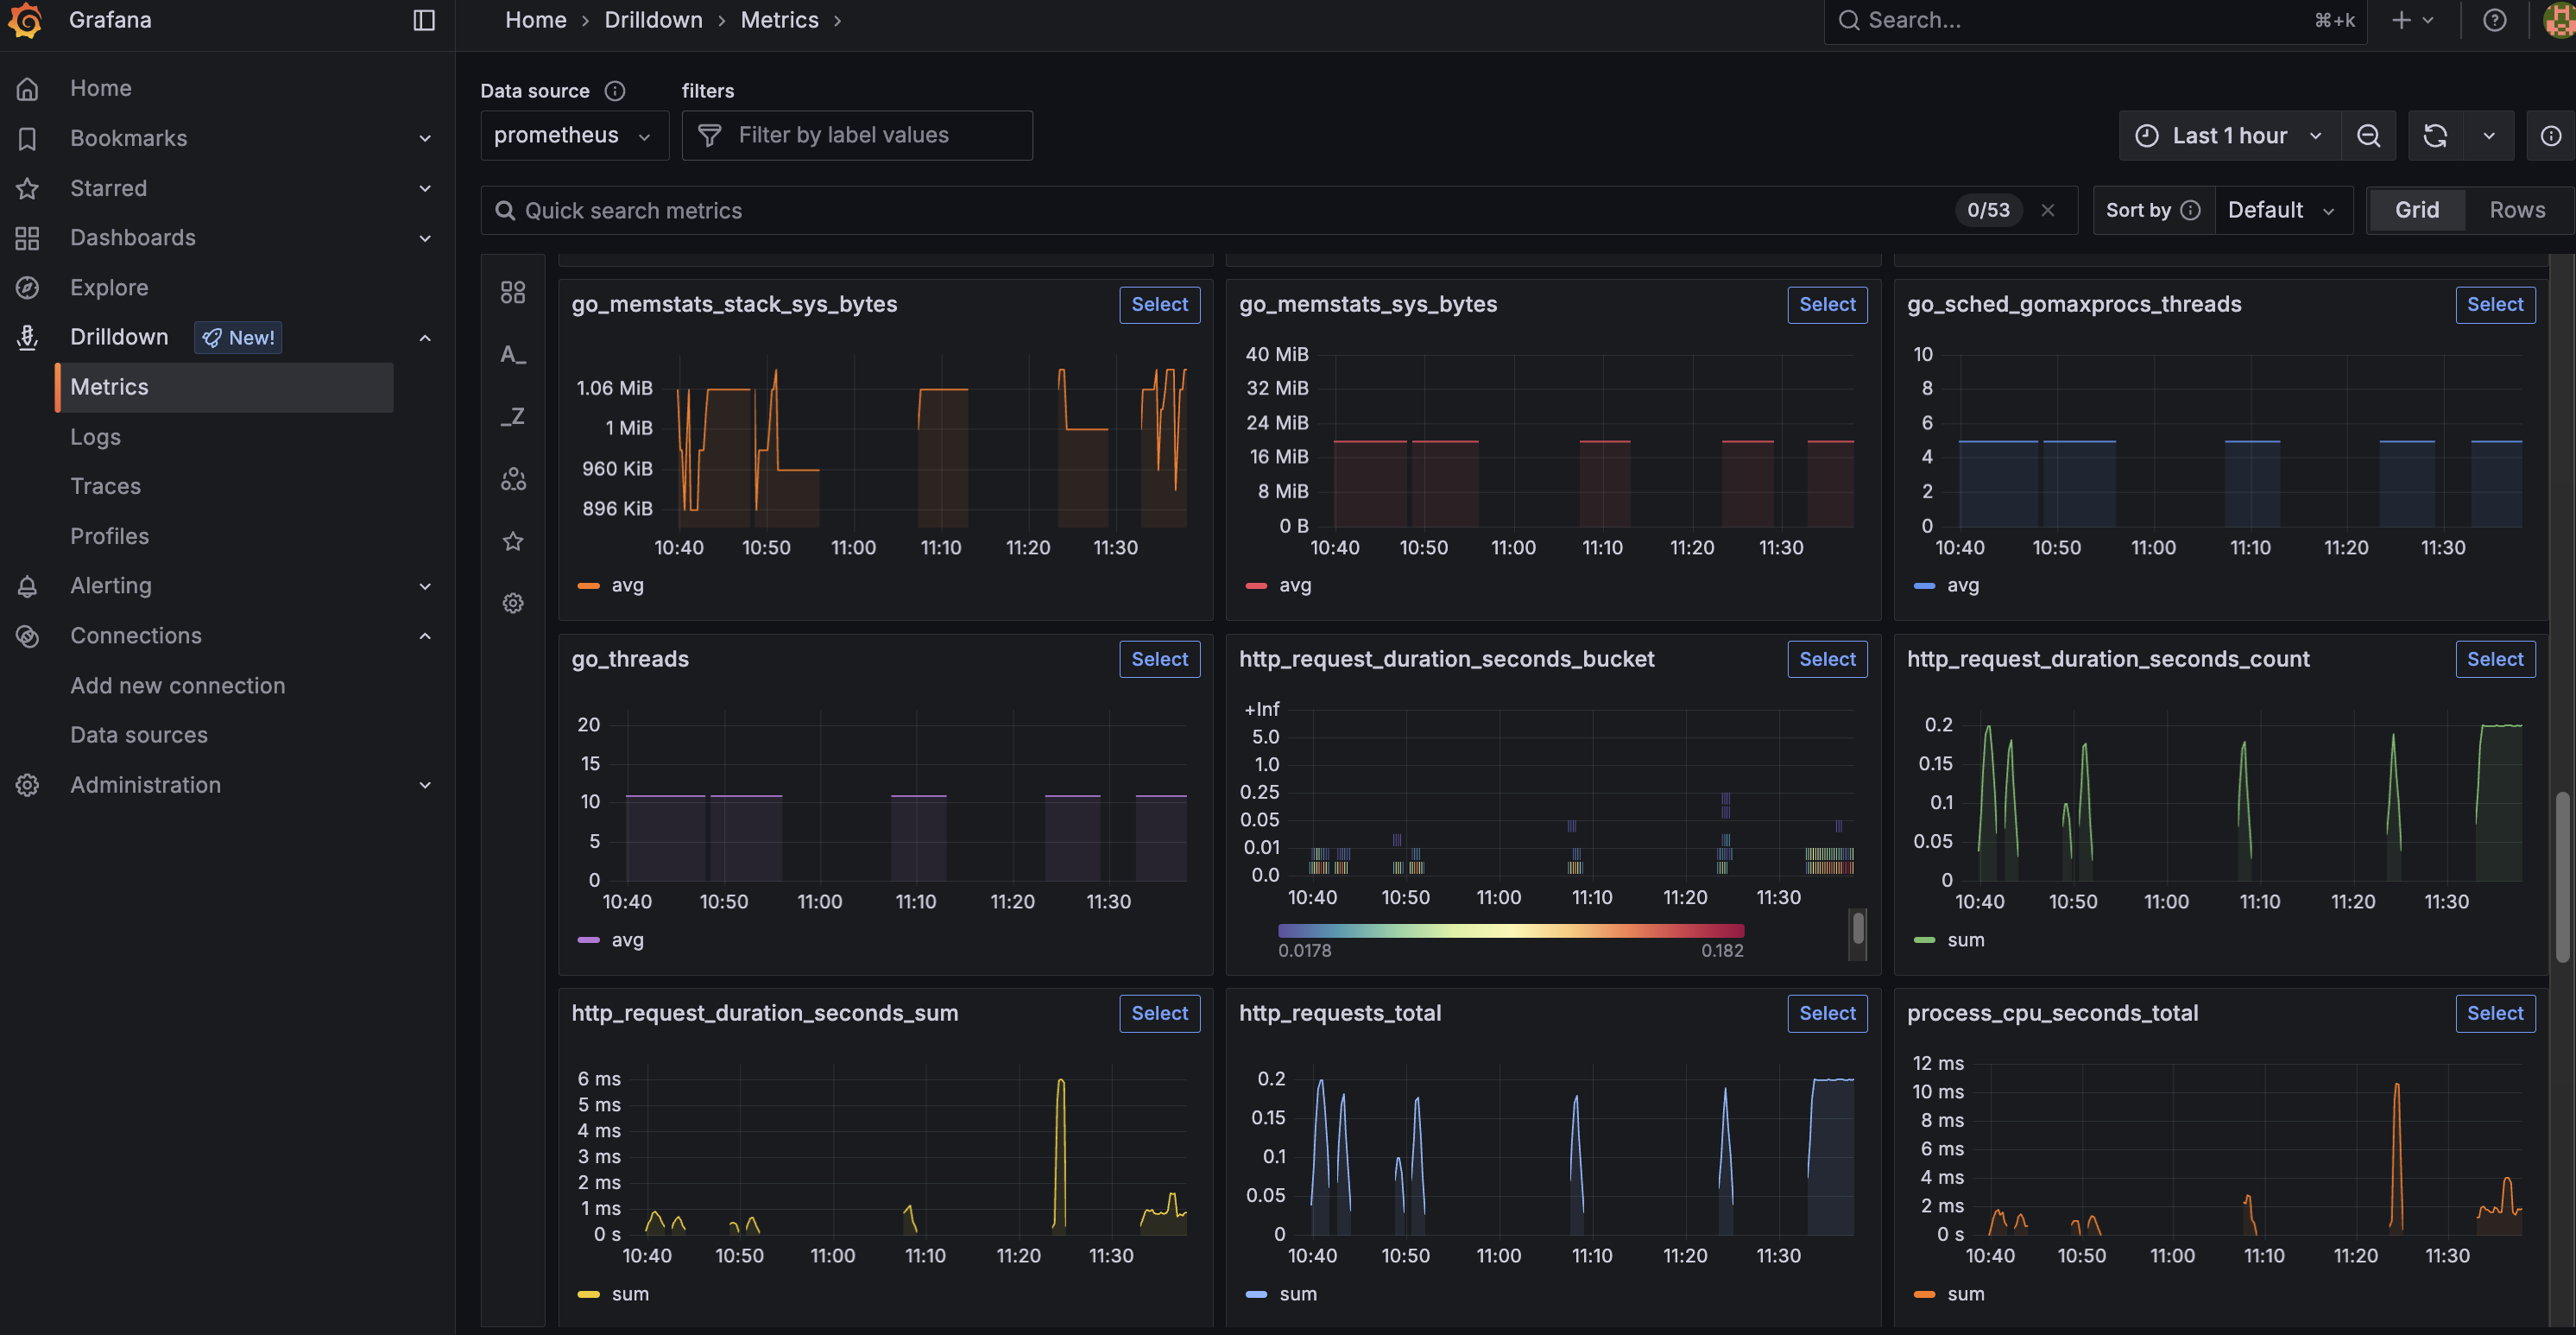 Grafana
Home › Drilldown › Metrics ›
Search...
⌘+k
Home
Bookmarks
Starred
Dashboards
Explore
Drilldown
New!
Metrics
Logs
Traces
Profiles
Alerting
Connections
Add new connection
Data sources
Administration
Data source
filters
prometheus
Filter by label values
Last 1 hour
Quick search metrics
0/53
Sort by
Default
Grid
Rows
A_
_Z
go_memstats_stack_sys_bytes
Select
1.06 MiB
1 MiB
960 KiB
896 KiB
10:40 10:50 11:00 11:10 11:20 11:30
avg
go_memstats_sys_bytes
Select
40 MiB
32 MiB
24 MiB
16 MiB
8 MiB
0 B
10:40 10:50 11:00 11:10 11:20 11:30
avg
go_sched_gomaxprocs_threads
Select
10
8
6
4
2
0
10:40 10:50 11:00 11:10 11:20 11:30
avg
go_threads
Select
20
15
10
5
0
10:40 10:50 11:00 11:10 11:20 11:30
avg
http_request_duration_seconds_bucket
Select
+Inf
5.0
1.0
0.25
0.05
0.01
0.0
10:40 10:50 11:00 11:10 11:20 11:30
0.0178 0.182
http_request_duration_seconds_count
Select
0.2
0.15
0.1
0.05
0
10:40 10:50 11:00 11:10 11:20 11:30
sum
http_request_duration_seconds_sum
Select
6 ms
5 ms
4 ms
3 ms
2 ms
1 ms
0 s
10:40 10:50 11:00 11:10 11:20 11:30
sum
http_requests_total
Select
0.2
0.15
0.1
0.05
0
10:40 10:50 11:00 11:10 11:20 11:30
sum
process_cpu_seconds_total
Select
12 ms
10 ms
8 ms
6 ms
4 ms
2 ms
0 s
10:40 10:50 11:00 11:10 11:20 11:30
sum